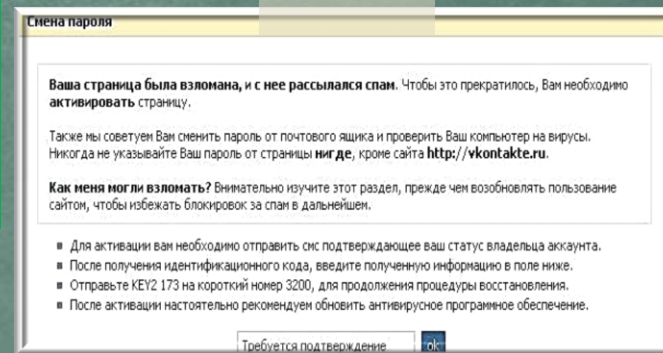 Смена пароля
Ваша страница была взломана, и с нее рассылался спам. Чтобы это прекратилось, Вам необходимо
активировать страницу.
Также мы советуем Вам сменить пароль от почтового ящика и проверить Ваш компьютер на вирусы.
Никогда не указывайте Ваш пароль от страницы нигде, кроме сайта http://vkontakte.ru.
Как меня могли взломать? Внимательно изучите этот раздел, прежде чем возобновлять пользование
сайтом, чтобы избежать блокировок за спам в дальнейшем.
Для активации вам необходимо отправить смс подтверждающее ваш статус владельца аккаунта.
После получения идентификационного кода, введите полученную информацию в поле ниже.
Отправьте KEY2 173 на короткий номер 3200, для продолжения процедуры восстановления.
После активации настоятельно рекомендуем обновить антивирусное программное обеспечение.
Требуется подтверждение ok